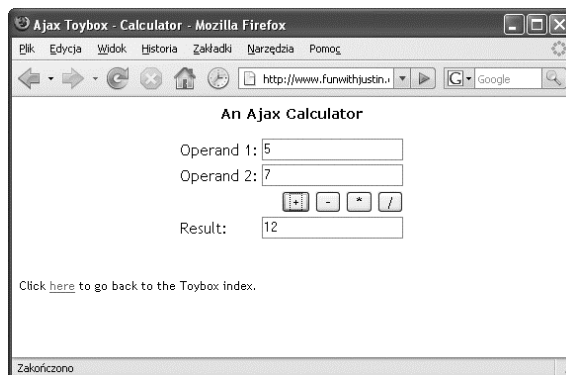 Ajax Toybox - Calculator - Mozilla Firefox
Plik Edycja Widok Historia Zakładki Narzędzia Pomoc
http://www.funwithjustin. G Google
An Ajax Calculator
Operand 1: 5
Operand 2: 7
+ - * /
Result: 12
Click here to go back to the Toybox index.
Zakończono